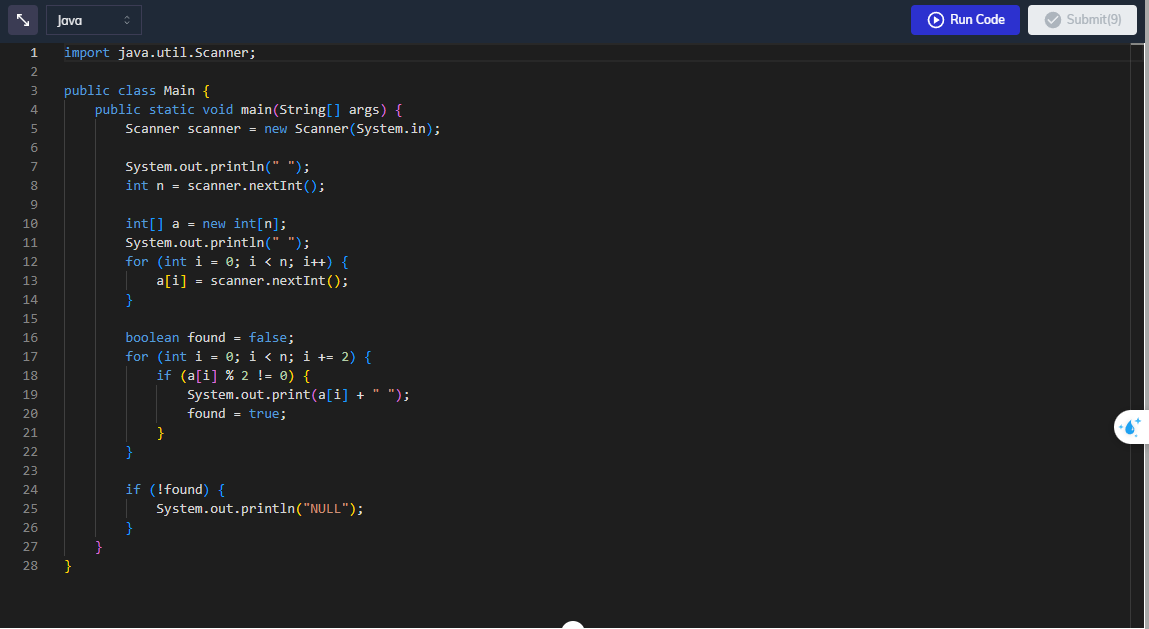 Java
Run Code
Submit(9)
1 import java.util.Scanner;
2
3 public class Main {
4     public static void main(String[] args) {
5         Scanner scanner = new Scanner(System.in);
6
7         System.out.println(" ");
8         int n = scanner.nextInt();
9
10         int[] a = new int[n];
11         System.out.println(" ");
12         for (int i = 0; i < n; i++) {
13             a[i] = scanner.nextInt();
14         }
15
16         boolean found = false;
17         for (int i = 0; i < n; i += 2) {
18             if (a[i] % 2 != 0) {
19                 System.out.print(a[i] + " ");
20                 found = true;
21             }
22         }
23
24         if (!found) {
25             System.out.println("NULL");
26         }
27     }
28 }